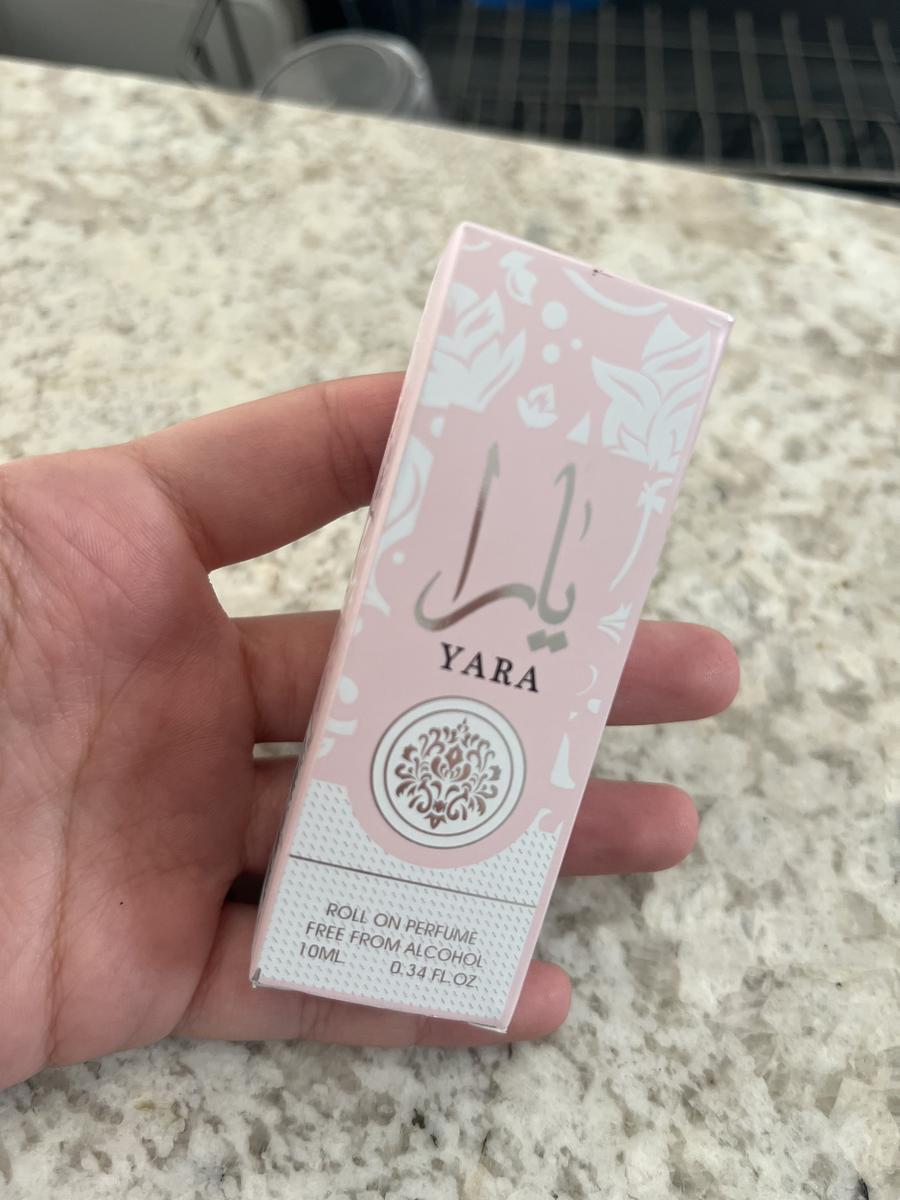 يارا
YARA
ROLL ON PERFUME
FREE FROM ALCOHOL
10ML 0.34 FL.OZ